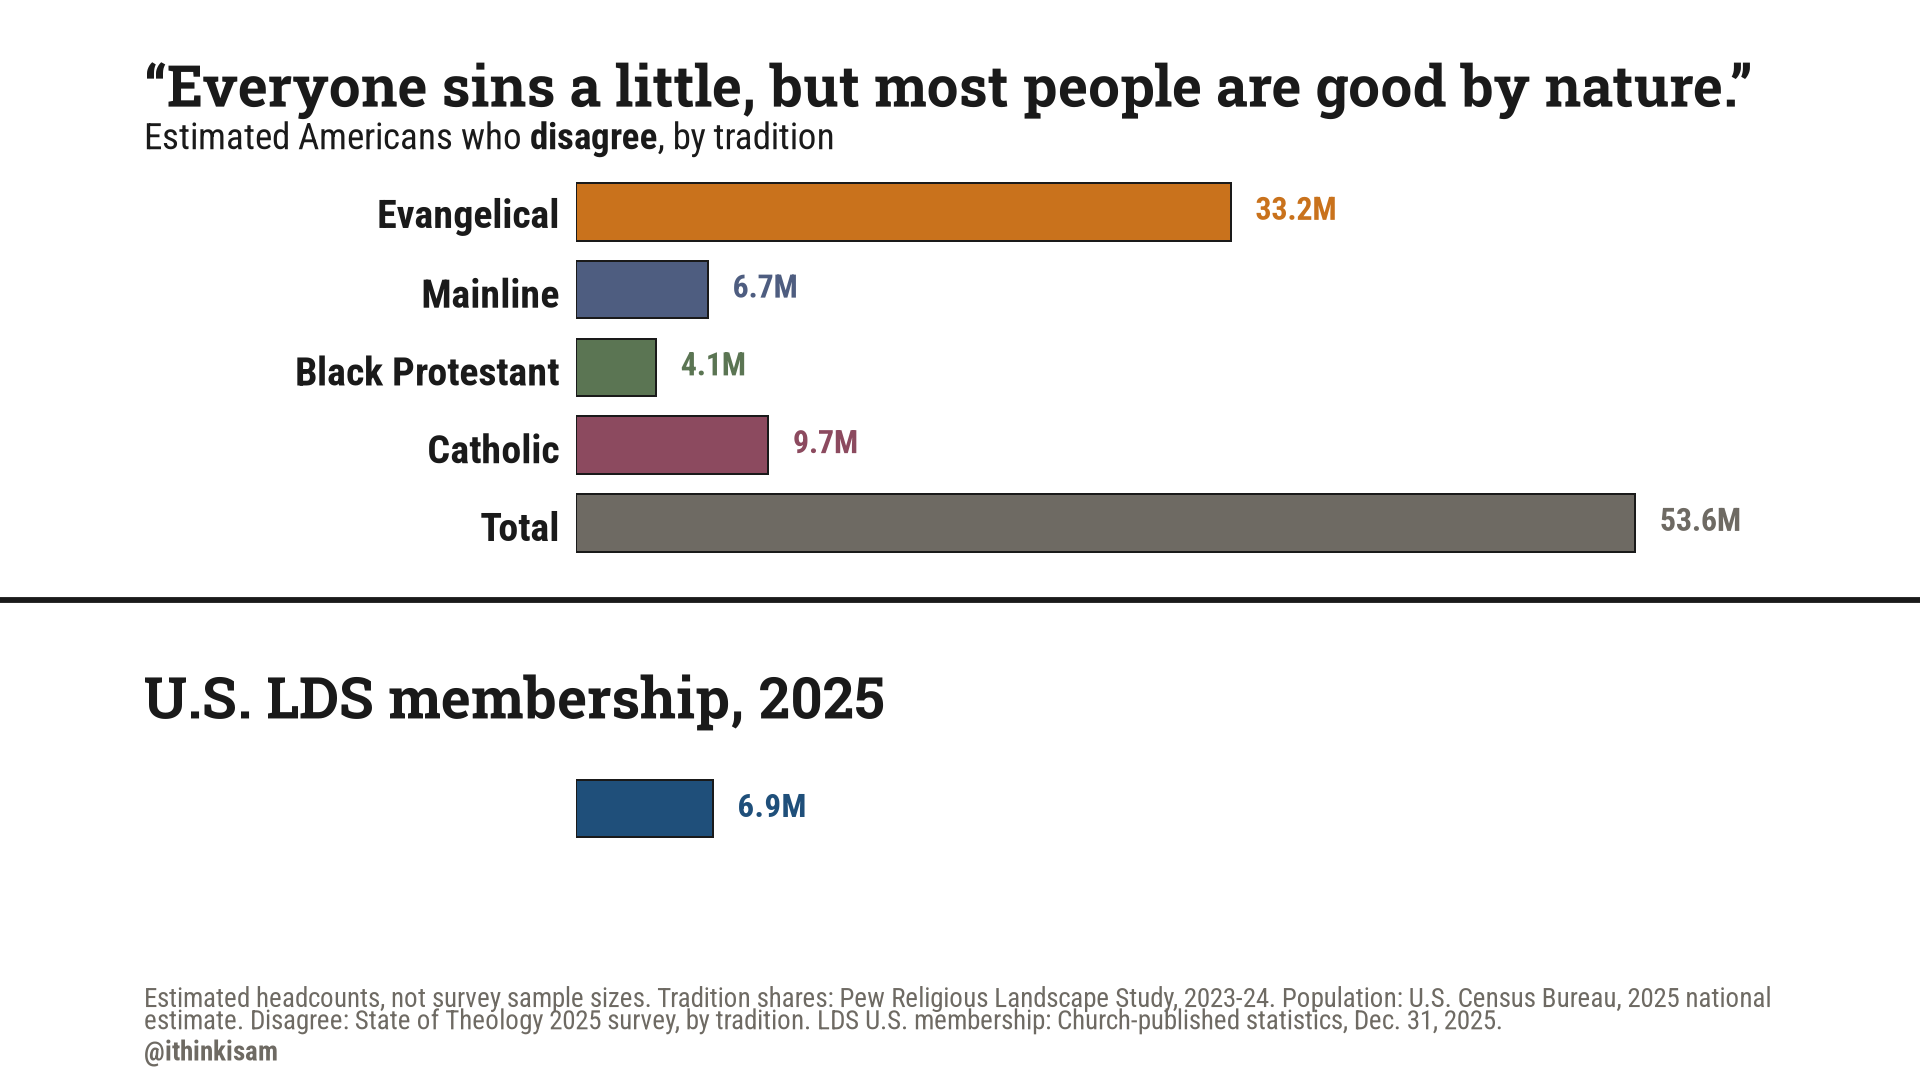 “Everyone sins a little, but most people are good by nature.”
Estimated Americans who disagree, by tradition
Evangelical 33.2M
Mainline 6.7M
Black Protestant 4.1M
Catholic 9.7M
Total 53.6M
U.S. LDS membership, 2025
6.9M
Estimated headcounts, not survey sample sizes. Tradition shares: Pew Religious Landscape Study, 2023-24. Population: U.S. Census Bureau, 2025 national
estimate. Disagree: State of Theology 2025 survey, by tradition. LDS U.S. membership: Church-published statistics, Dec. 31, 2025.
@ithinkisam